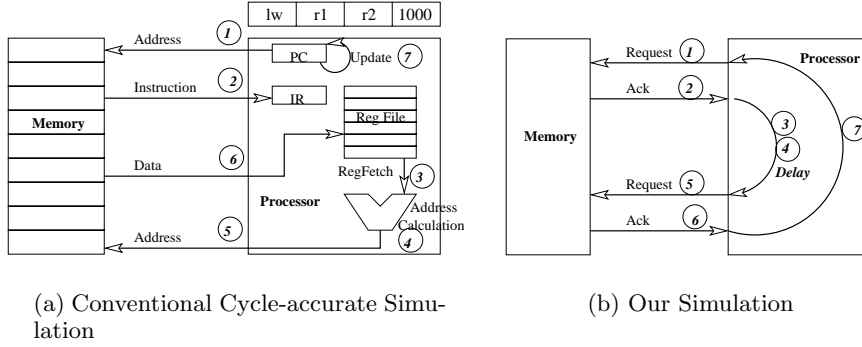 lw r1 r2 1000
Address 1
PC
Update 7
Instruction 2
IR
Memory
Reg File
Data 6
RegFetch 3
Processor
Address
Calculation
Address 5
4
Request 1
Processor
Ack 2
3
Memory
4
7
Delay
Request 5
Ack 6
(a) Conventional Cycle-accurate Simu-
lation
(b) Our Simulation